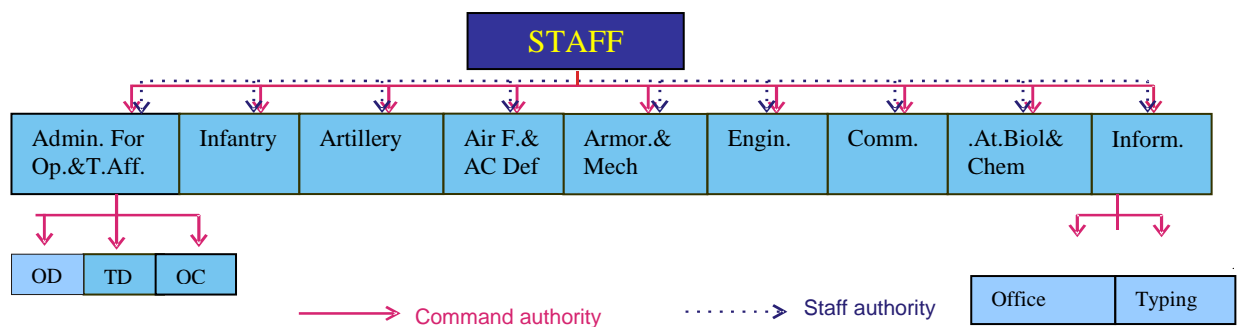 STAFF
Admin. For
Op.&T.Aff.
Infantry
Artillery
Air F.&
AC Def
Armor.&
Mech
Engin.
Comm.
.At.Biol&
Chem
Inform.
OD
TD
OC
Office
Typing
Command authority
Staff authority